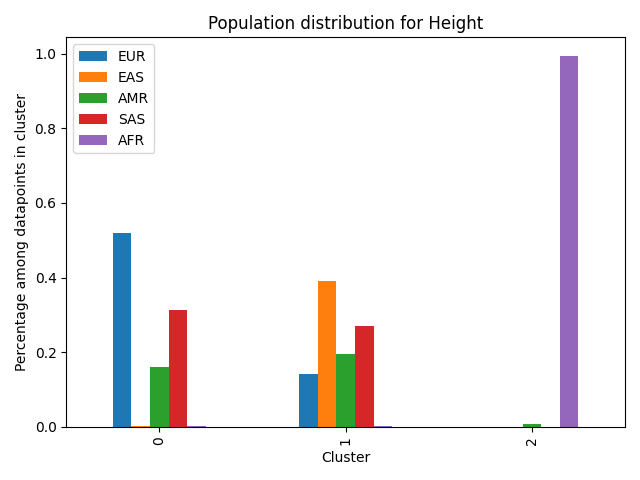 Population distribution for Height
Percentage among datapoints in cluster
1.0
0.8
0.6
0.4
0.2
0.0
EUR
EAS
AMR
SAS
AFR
0
1
2
Cluster